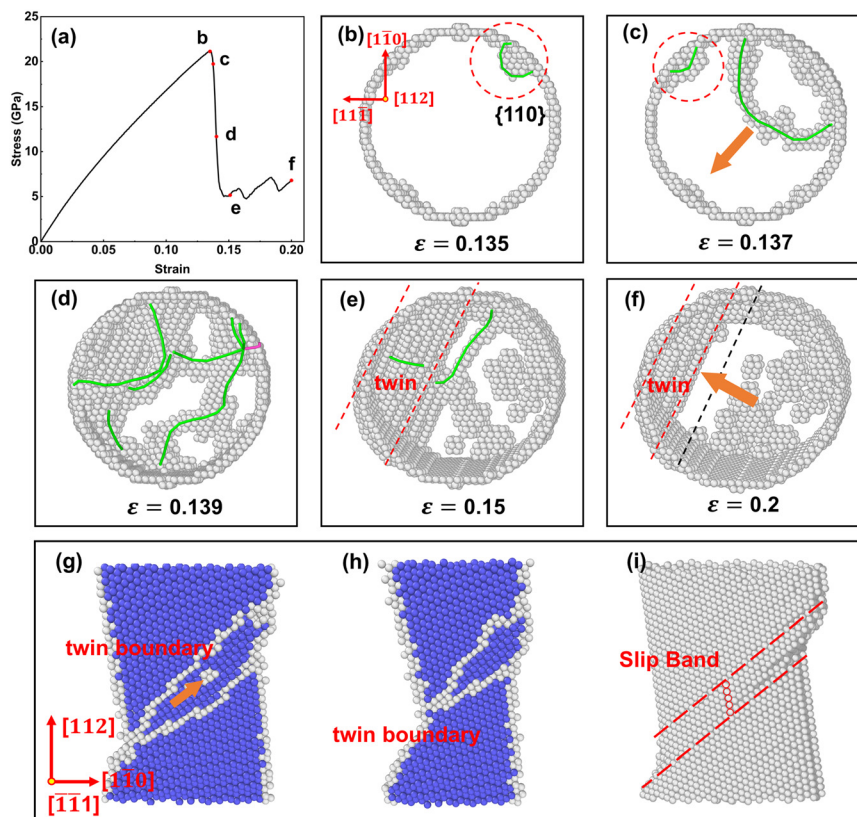 (a)
25
20
15
10
5
0
0.00 0.05 0.10 0.15 0.20
Stress (GPa)
Strain
b
c
d
e
f
(b)
[11̄0]
[112]
[111̄]
{110}
ε = 0.135
(c)
ε = 0.137
(d)
ε = 0.139
(e)
twin
ε = 0.15
(f)
twin
ε = 0.2
(g)
twin boundary
[112]
[11̄0]
[1̄1̄1]
(h)
twin boundary
(i)
Slip Band